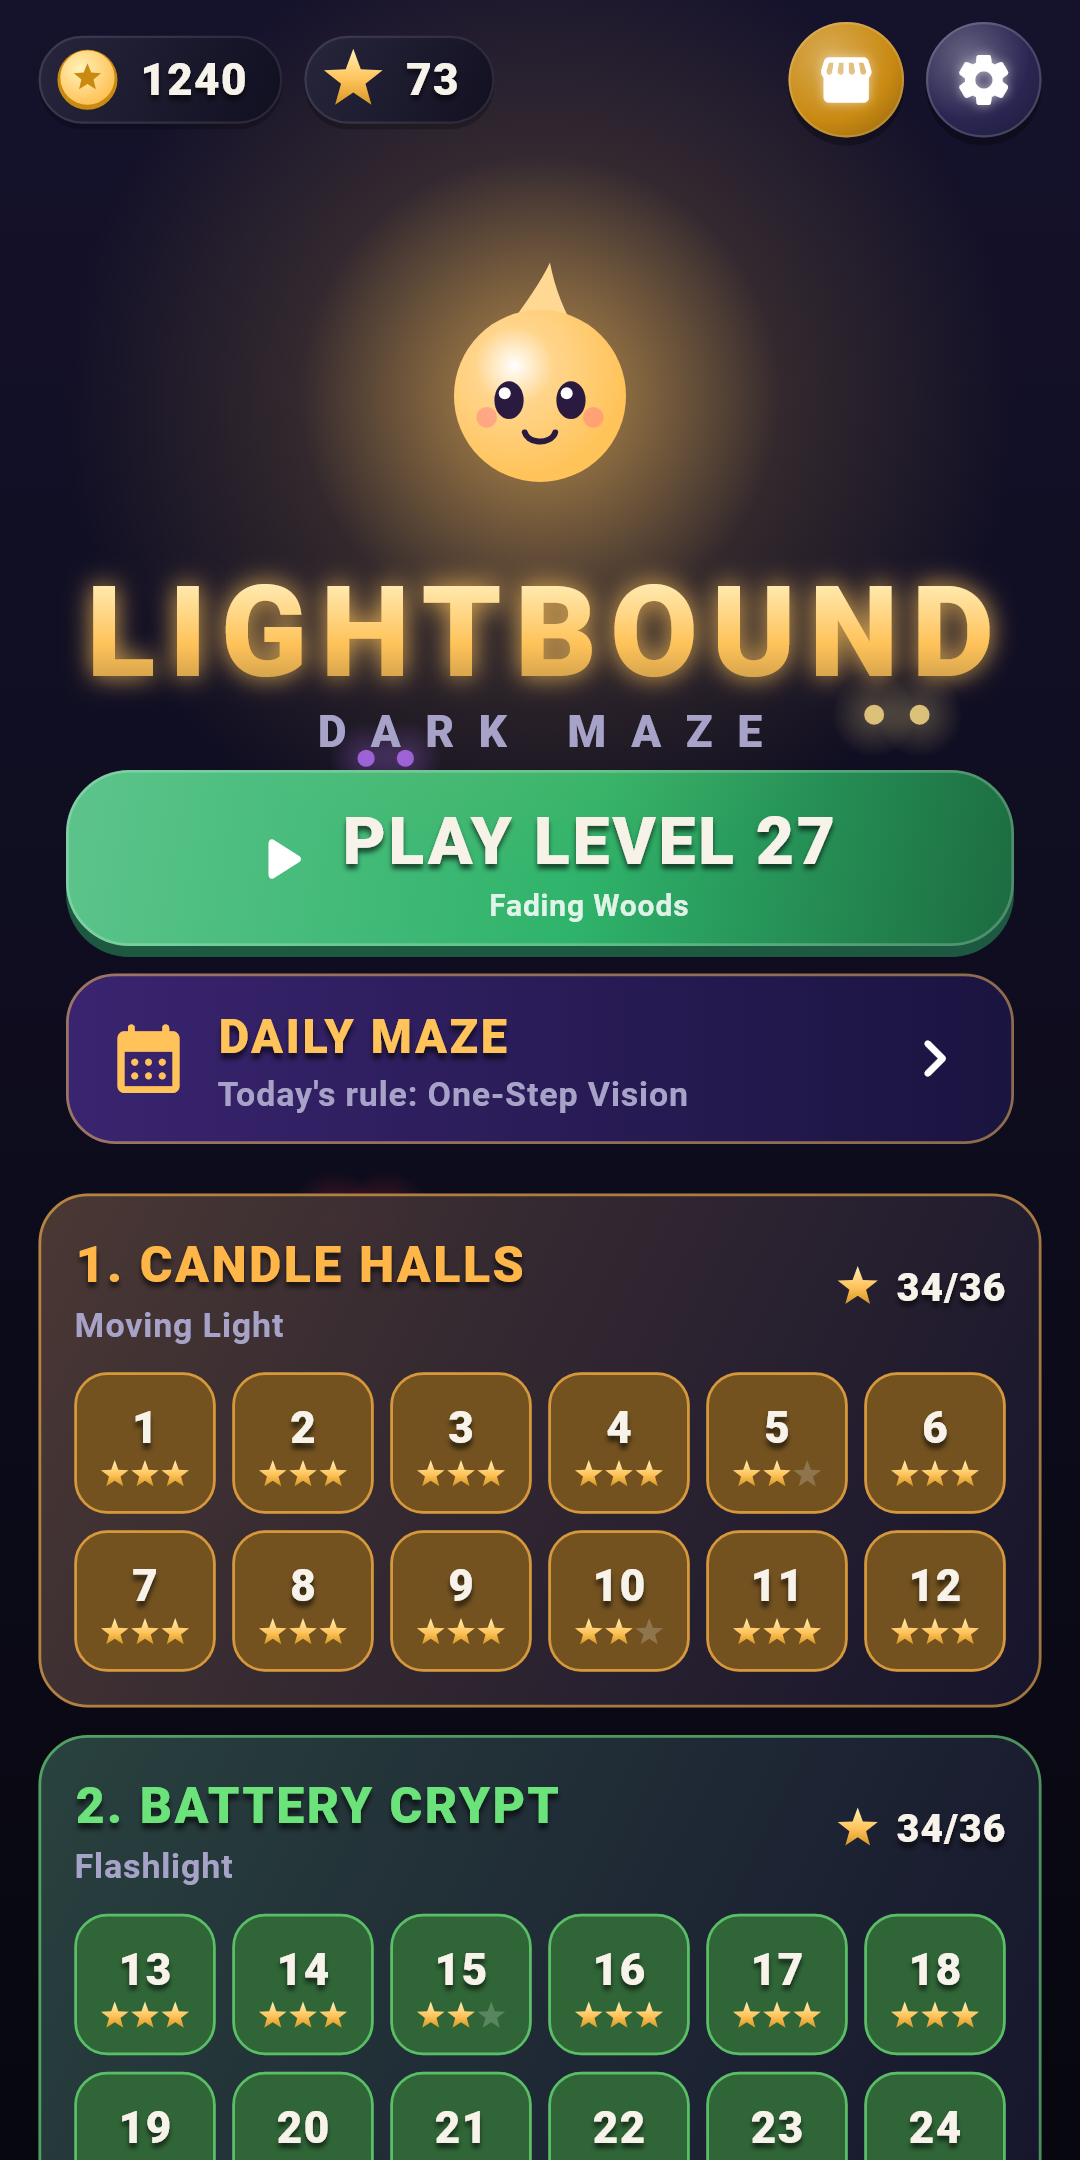 1240
73
LIGHTBOUND
DARK MAZE
PLAY LEVEL 27
Fading Woods
DAILY MAZE
Today's rule: One-Step Vision
1. CANDLE HALLS
34/36
Moving Light
1 2 3 4 5 6
7 8 9 10 11 12
2. BATTERY CRYPT
34/36
Flashlight
13 14 15 16 17 18
19 20 21 22 23 24